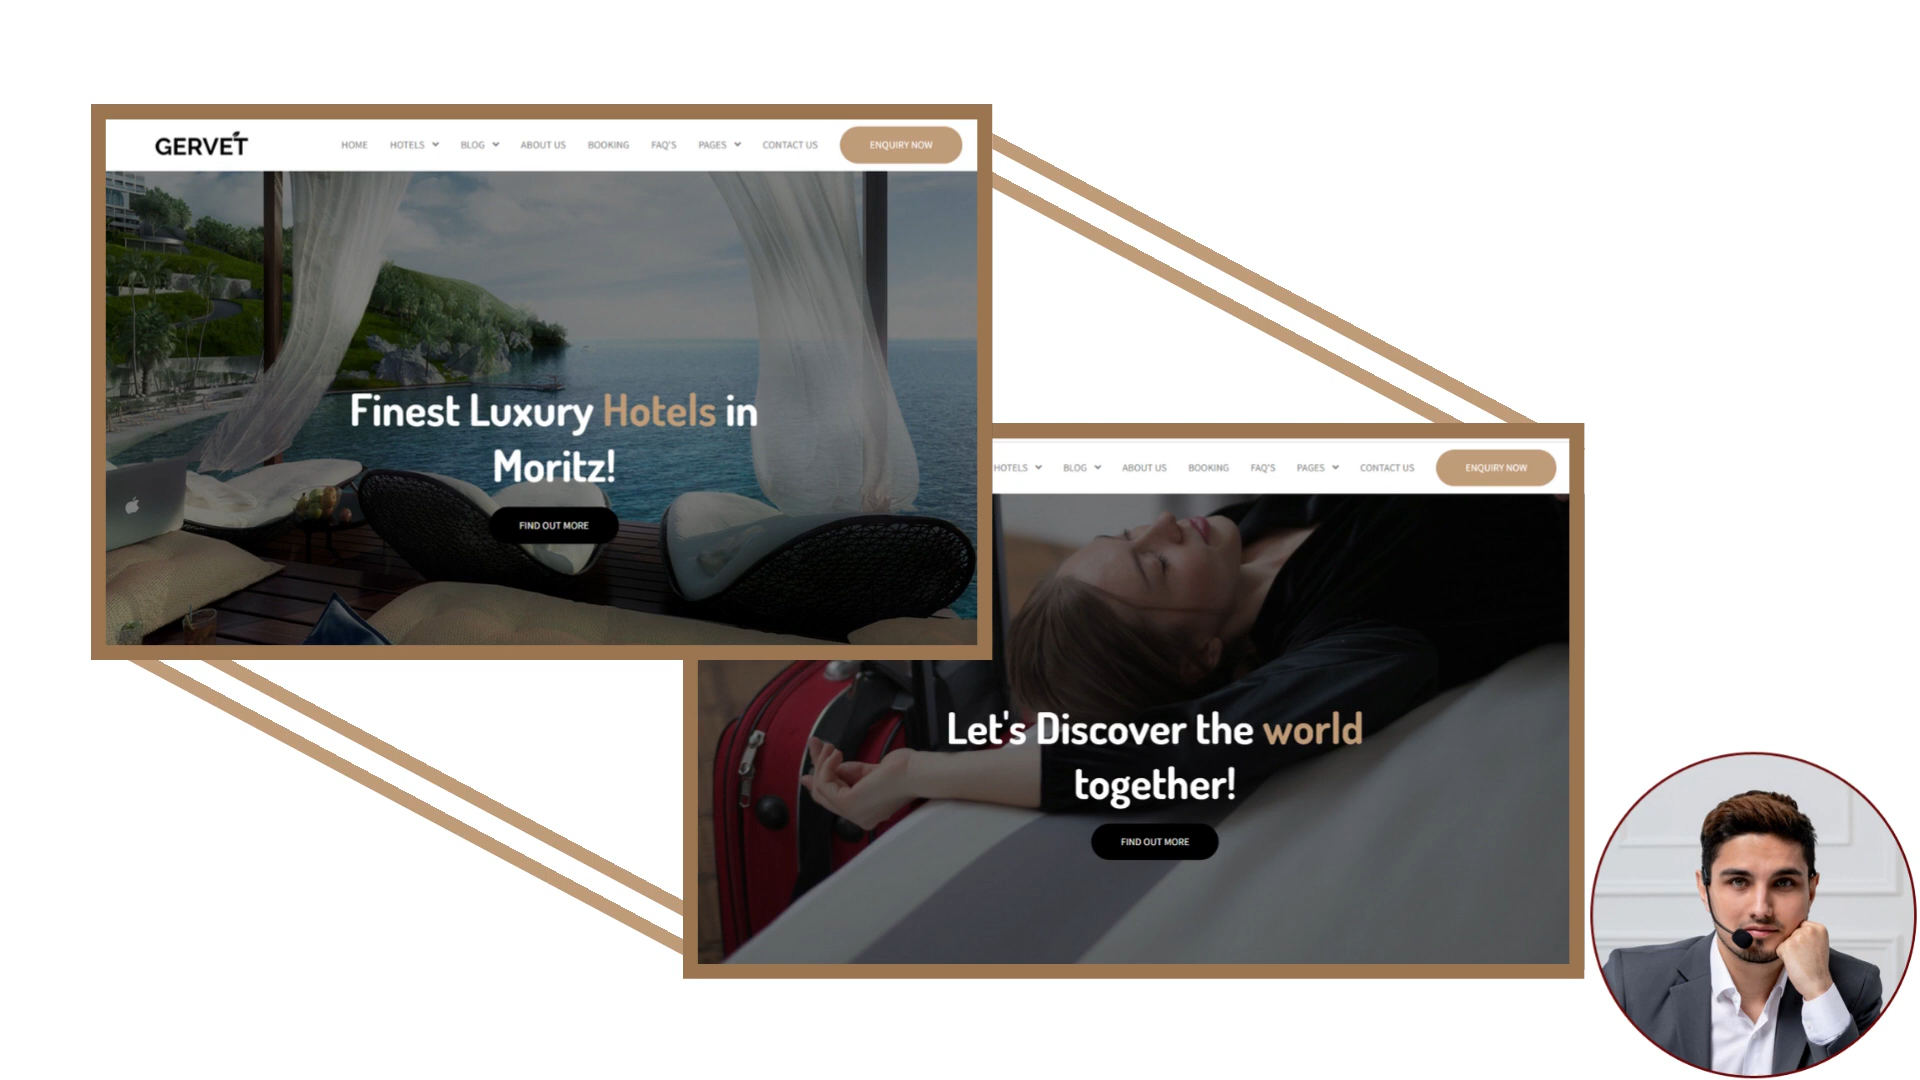 GERVET
HOME HOTELS BLOG ABOUT US BOOKING FAQ'S PAGES CONTACT US ENQUIRY NOW
Finest Luxury Hotels in
Moritz!
FIND OUT MORE
HOTELS BLOG ABOUT US BOOKING FAQ'S PAGES CONTACT US ENQUIRY NOW
Let's Discover the world
together!
FIND OUT MORE